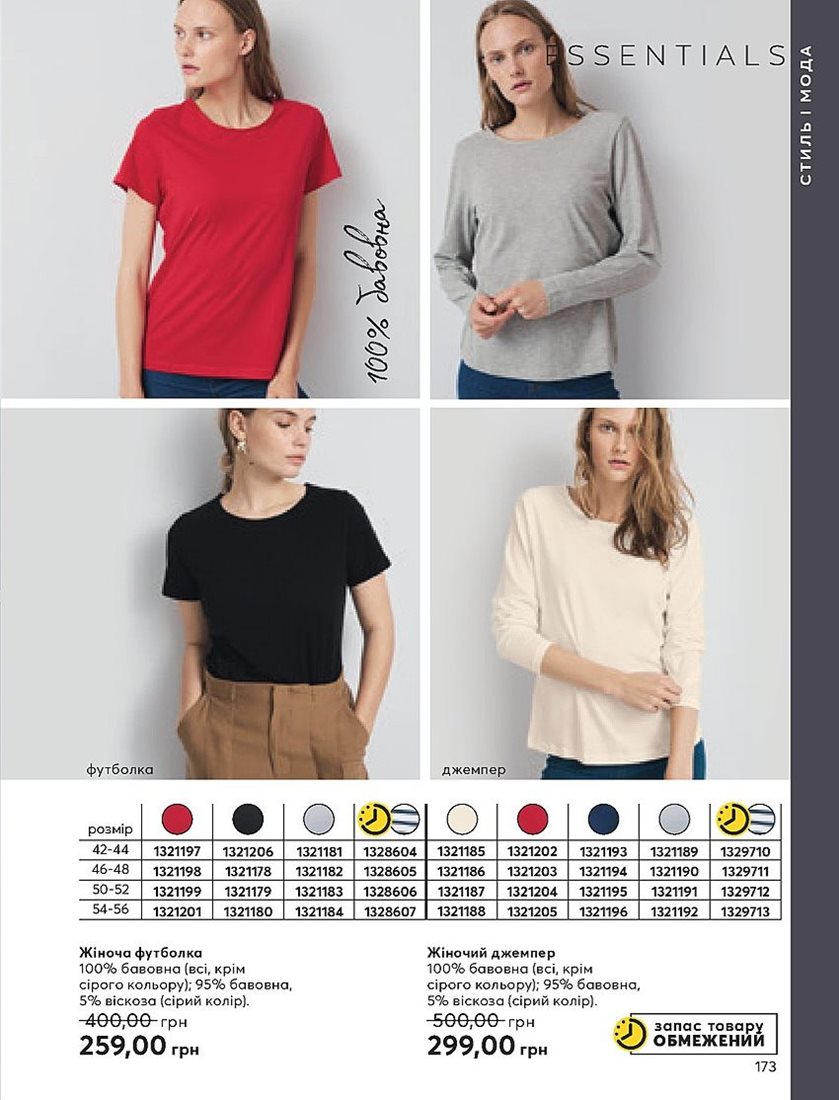 ESSENTIALS
СТИЛЬ І МОДА
100% бавовна
футболка
джемпер
розмір
42-44 1321197 1321206 1321181 1328604 1321185 1321202 1321193 1321189 1329710
46-48 1321198 1321178 1321182 1328605 1321186 1321203 1321194 1321190 1329711
50-52 1321199 1321179 1321183 1328606 1321187 1321204 1321195 1321191 1329712
54-56 1321201 1321180 1321184 1328607 1321188 1321205 1321196 1321192 1329713
Жіноча футболка
100% бавовна (всі, крім
сірого кольору); 95% бавовна,
5% віскоза (сірий колір).
400,00 грн
259,00 грн
Жіночий джемпер
100% бавовна (всі, крім
сірого кольору); 95% бавовна,
5% віскоза (сірий колір).
500,00 грн
299,00 грн
запас товару
ОБМЕЖЕНИЙ
173